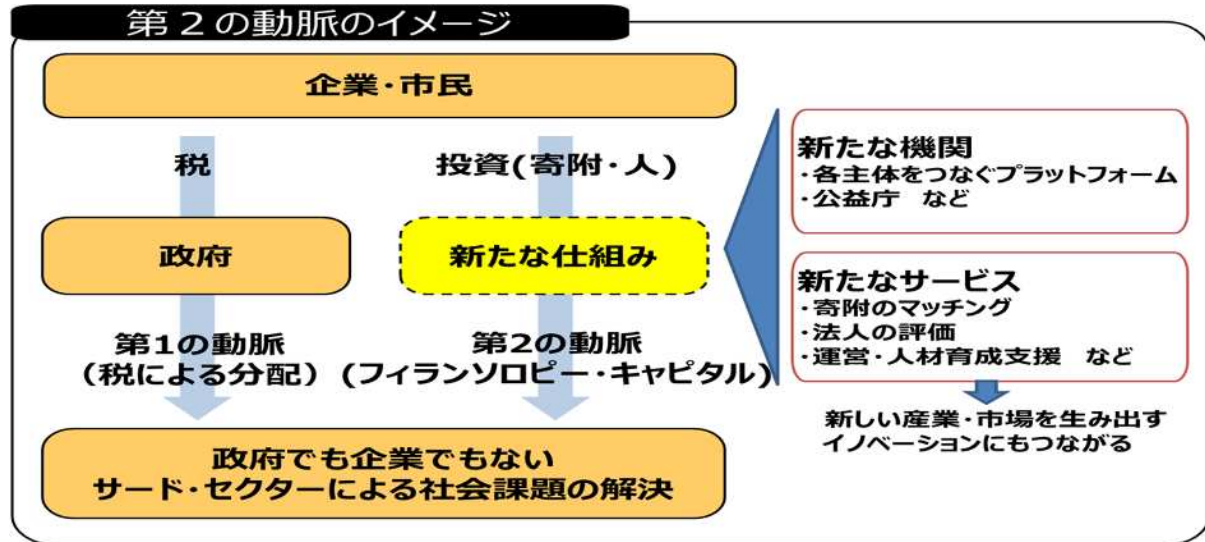 第2の動脈のイメージ
企業・市民
税
投資(寄附・人)
政府
新たな仕組み
第1の動脈
（税による分配）
第2の動脈
(フィランソロピー・キャピタル)
政府でも企業でもない
サード・セクターによる社会課題の解決
新たな機関
・各主体をつなぐプラットフォーム
・公益庁　など
新たなサービス
・寄附のマッチング
・法人の評価
・運営・人材育成支援　など
新しい産業・市場を生み出す
イノベーションにもつながる